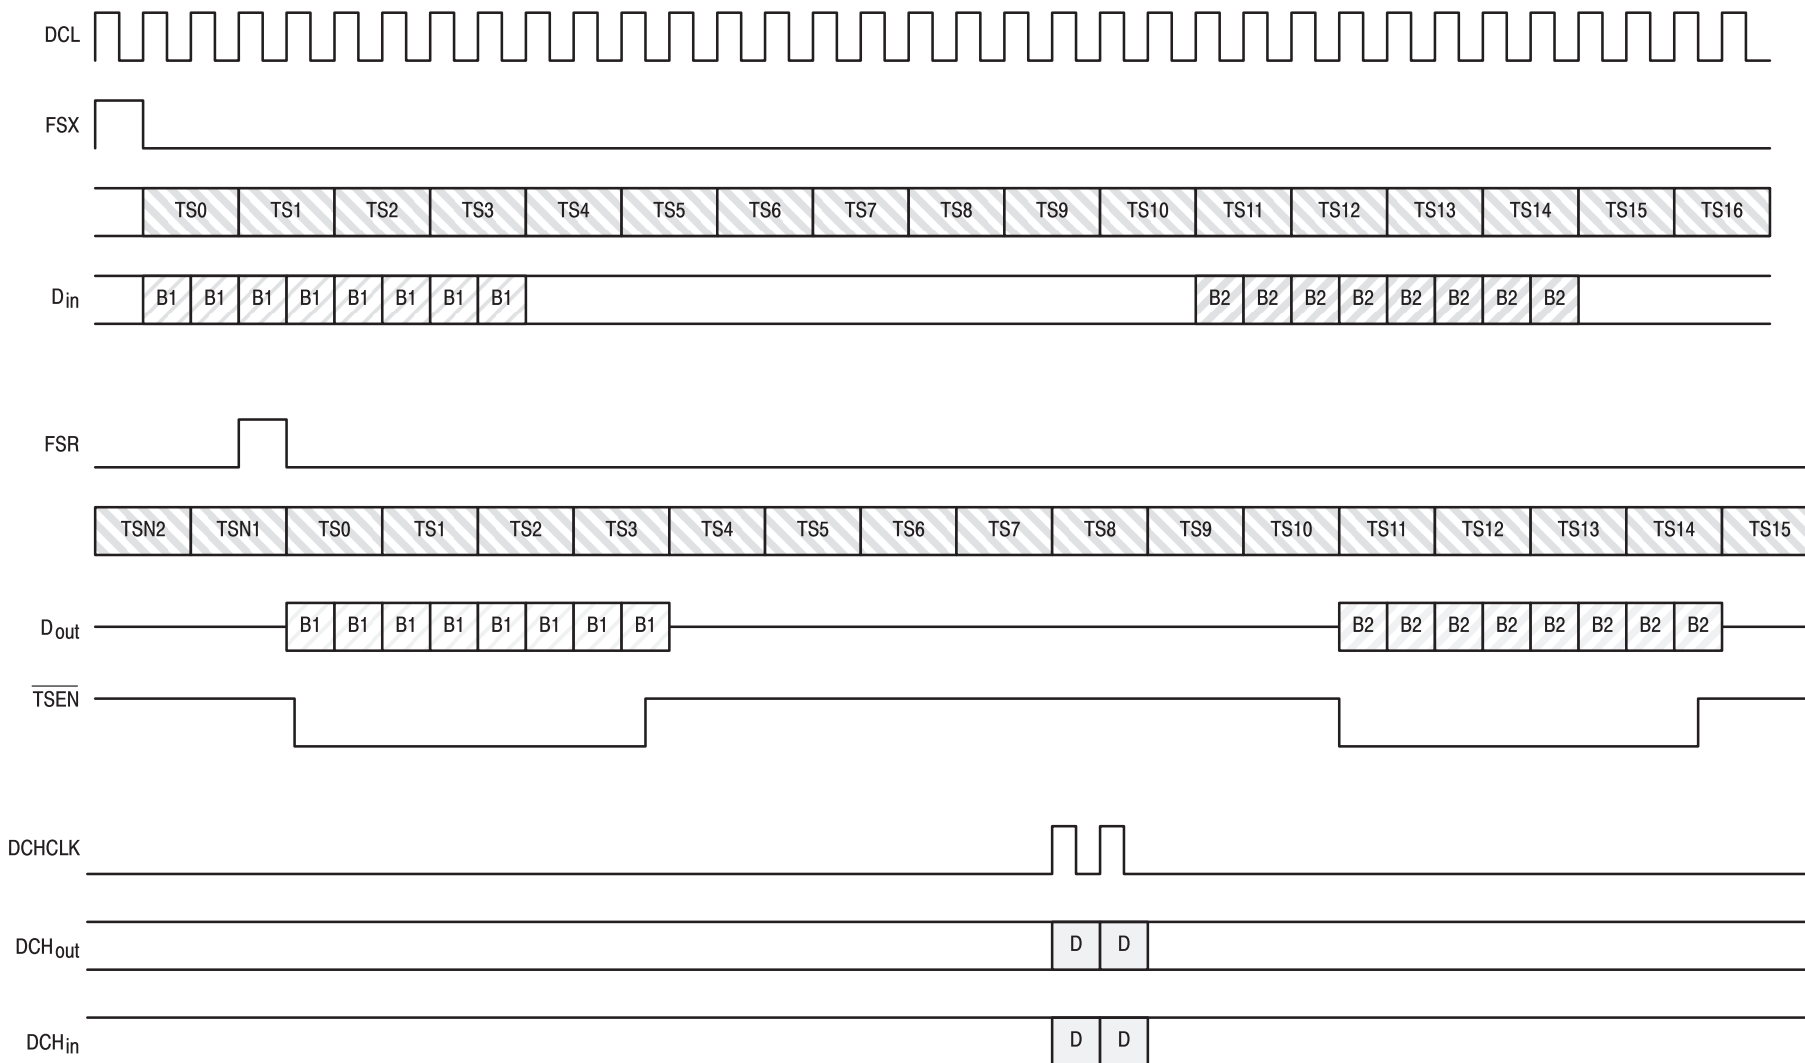 DCL
FSX
TS0 TS1 TS2 TS3 TS4 TS5 TS6 TS7 TS8 TS9 TS10 TS11 TS12 TS13 TS14 TS15 TS16
Din B1 B1 B1 B1 B1 B1 B1 B1 B2 B2 B2 B2 B2 B2 B2 B2
FSR
TSN2 TSN1 TS0 TS1 TS2 TS3 TS4 TS5 TS6 TS7 TS8 TS9 TS10 TS11 TS12 TS13 TS14 TS15
Dout B1 B1 B1 B1 B1 B1 B1 B1 B2 B2 B2 B2 B2 B2 B2 B2
TSEN
DCHCLK
DCHout D D
DCHin D D